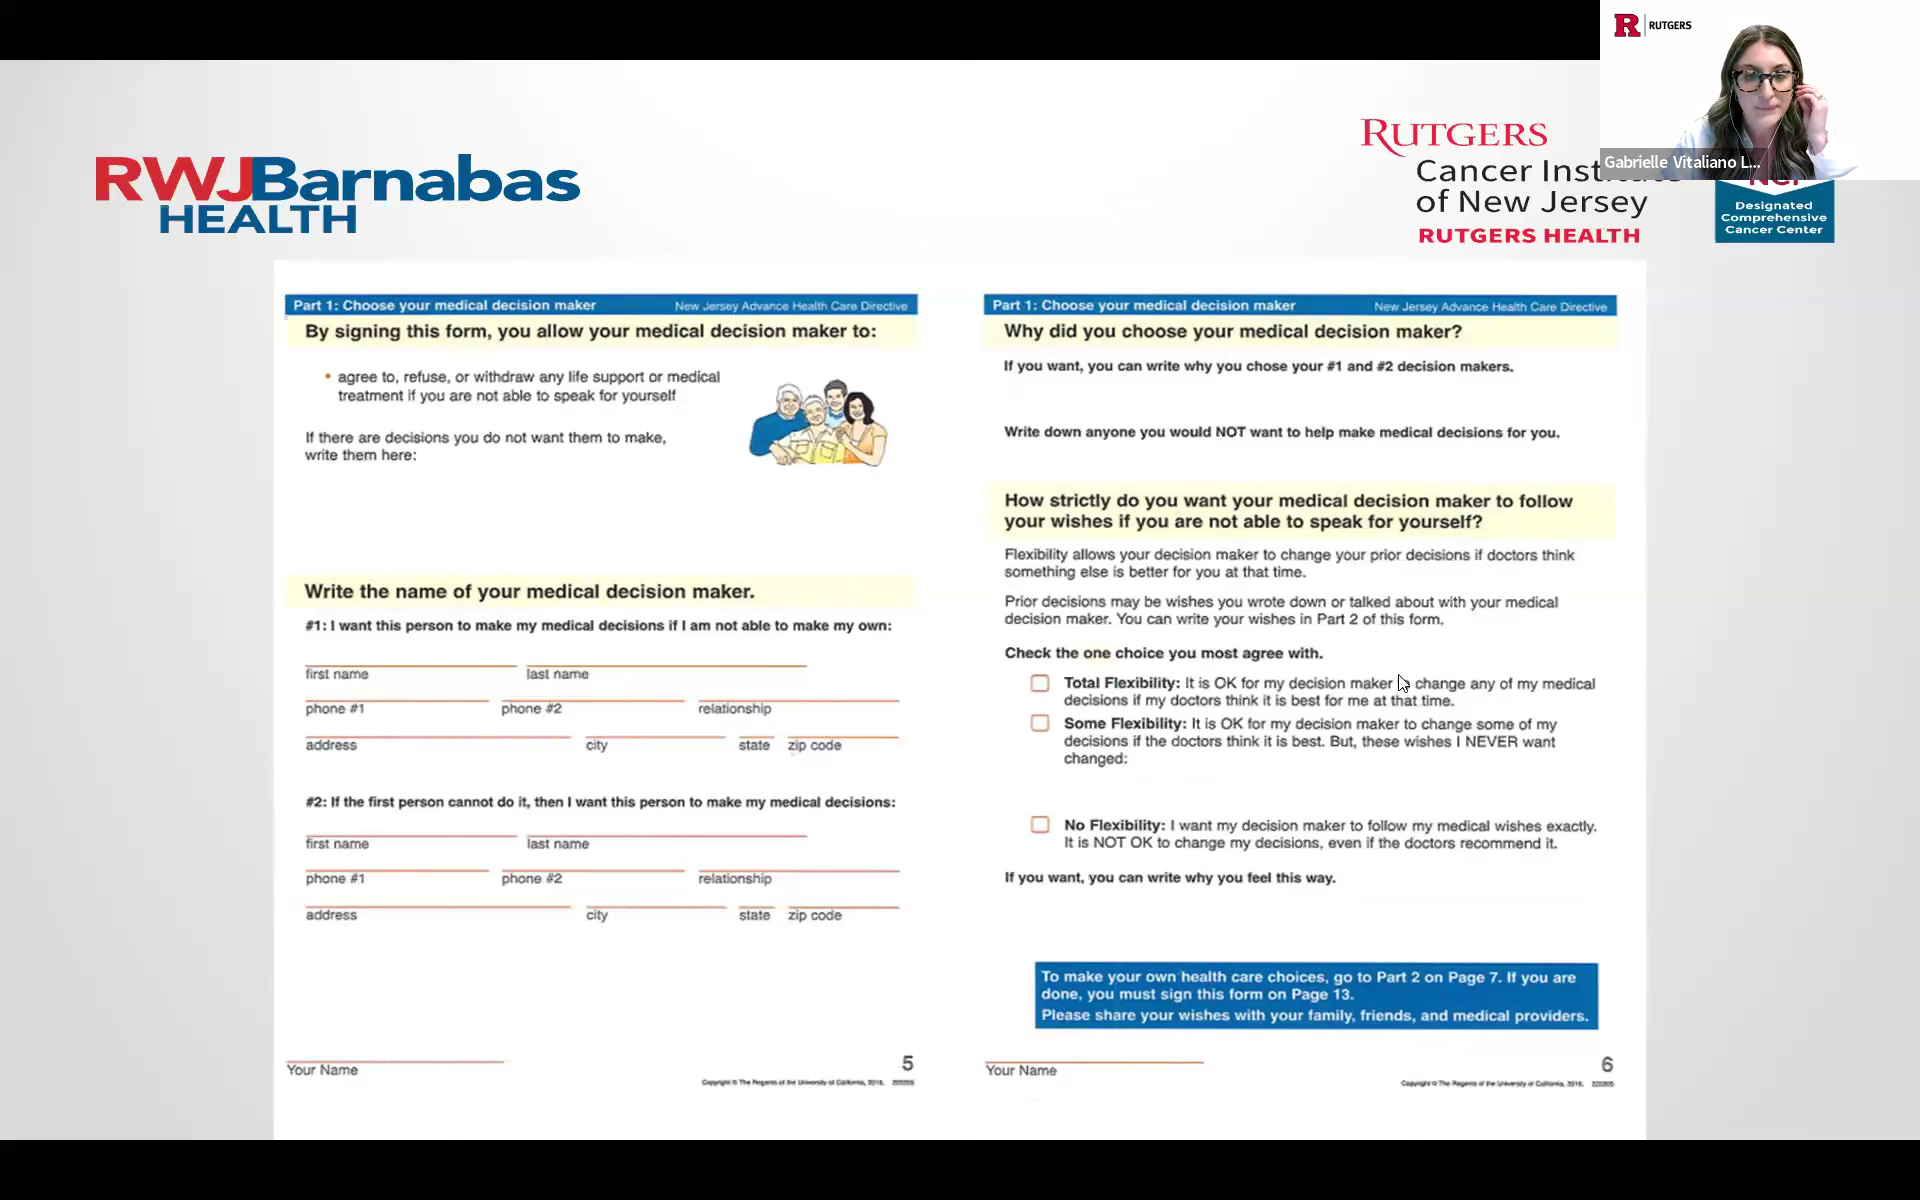 R RUTGERS
Gabrielle Vitaliano L...
RWJBarnabas
HEALTH
RUTGERS
Cancer Instit
of New Jersey
RUTGERS HEALTH
NCI
Designated
Comprehensive
Cancer Center
Part 1: Choose your medical decision maker New Jersey Advance Health Care Directive
By signing this form, you allow your medical decision maker to:
• agree to, refuse, or withdraw any life support or medical
treatment if you are not able to speak for yourself
If there are decisions you do not want them to make,
write them here:
Write the name of your medical decision maker.
#1: I want this person to make my medical decisions if I am not able to make my own:
first name last name
phone #1 phone #2 relationship
address city state zip code
#2: If the first person cannot do it, then I want this person to make my medical decisions:
first name last name
phone #1 phone #2 relationship
address city state zip code
Your Name 5
Copyright © The Regents of the University of California, 2016.
Part 1: Choose your medical decision maker New Jersey Advance Health Care Directive
Why did you choose your medical decision maker?
If you want, you can write why you chose your #1 and #2 decision makers.
Write down anyone you would NOT want to help make medical decisions for you.
How strictly do you want your medical decision maker to follow
your wishes if you are not able to speak for yourself?
Flexibility allows your decision maker to change your prior decisions if doctors think
something else is better for you at that time.
Prior decisions may be wishes you wrote down or talked about with your medical
decision maker. You can write your wishes in Part 2 of this form.
Check the one choice you most agree with.
Total Flexibility: It is OK for my decision maker change any of my medical
decisions if my doctors think it is best for me at that time.
Some Flexibility: It is OK for my decision maker to change some of my
decisions if the doctors think it is best. But, these wishes I NEVER want
changed:
No Flexibility: I want my decision maker to follow my medical wishes exactly.
It is NOT OK to change my decisions, even if the doctors recommend it.
If you want, you can write why you feel this way.
To make your own health care choices, go to Part 2 on Page 7. If you are
done, you must sign this form on Page 13.
Please share your wishes with your family, friends, and medical providers.
Your Name 6
Copyright © The Regents of the University of California, 2016.